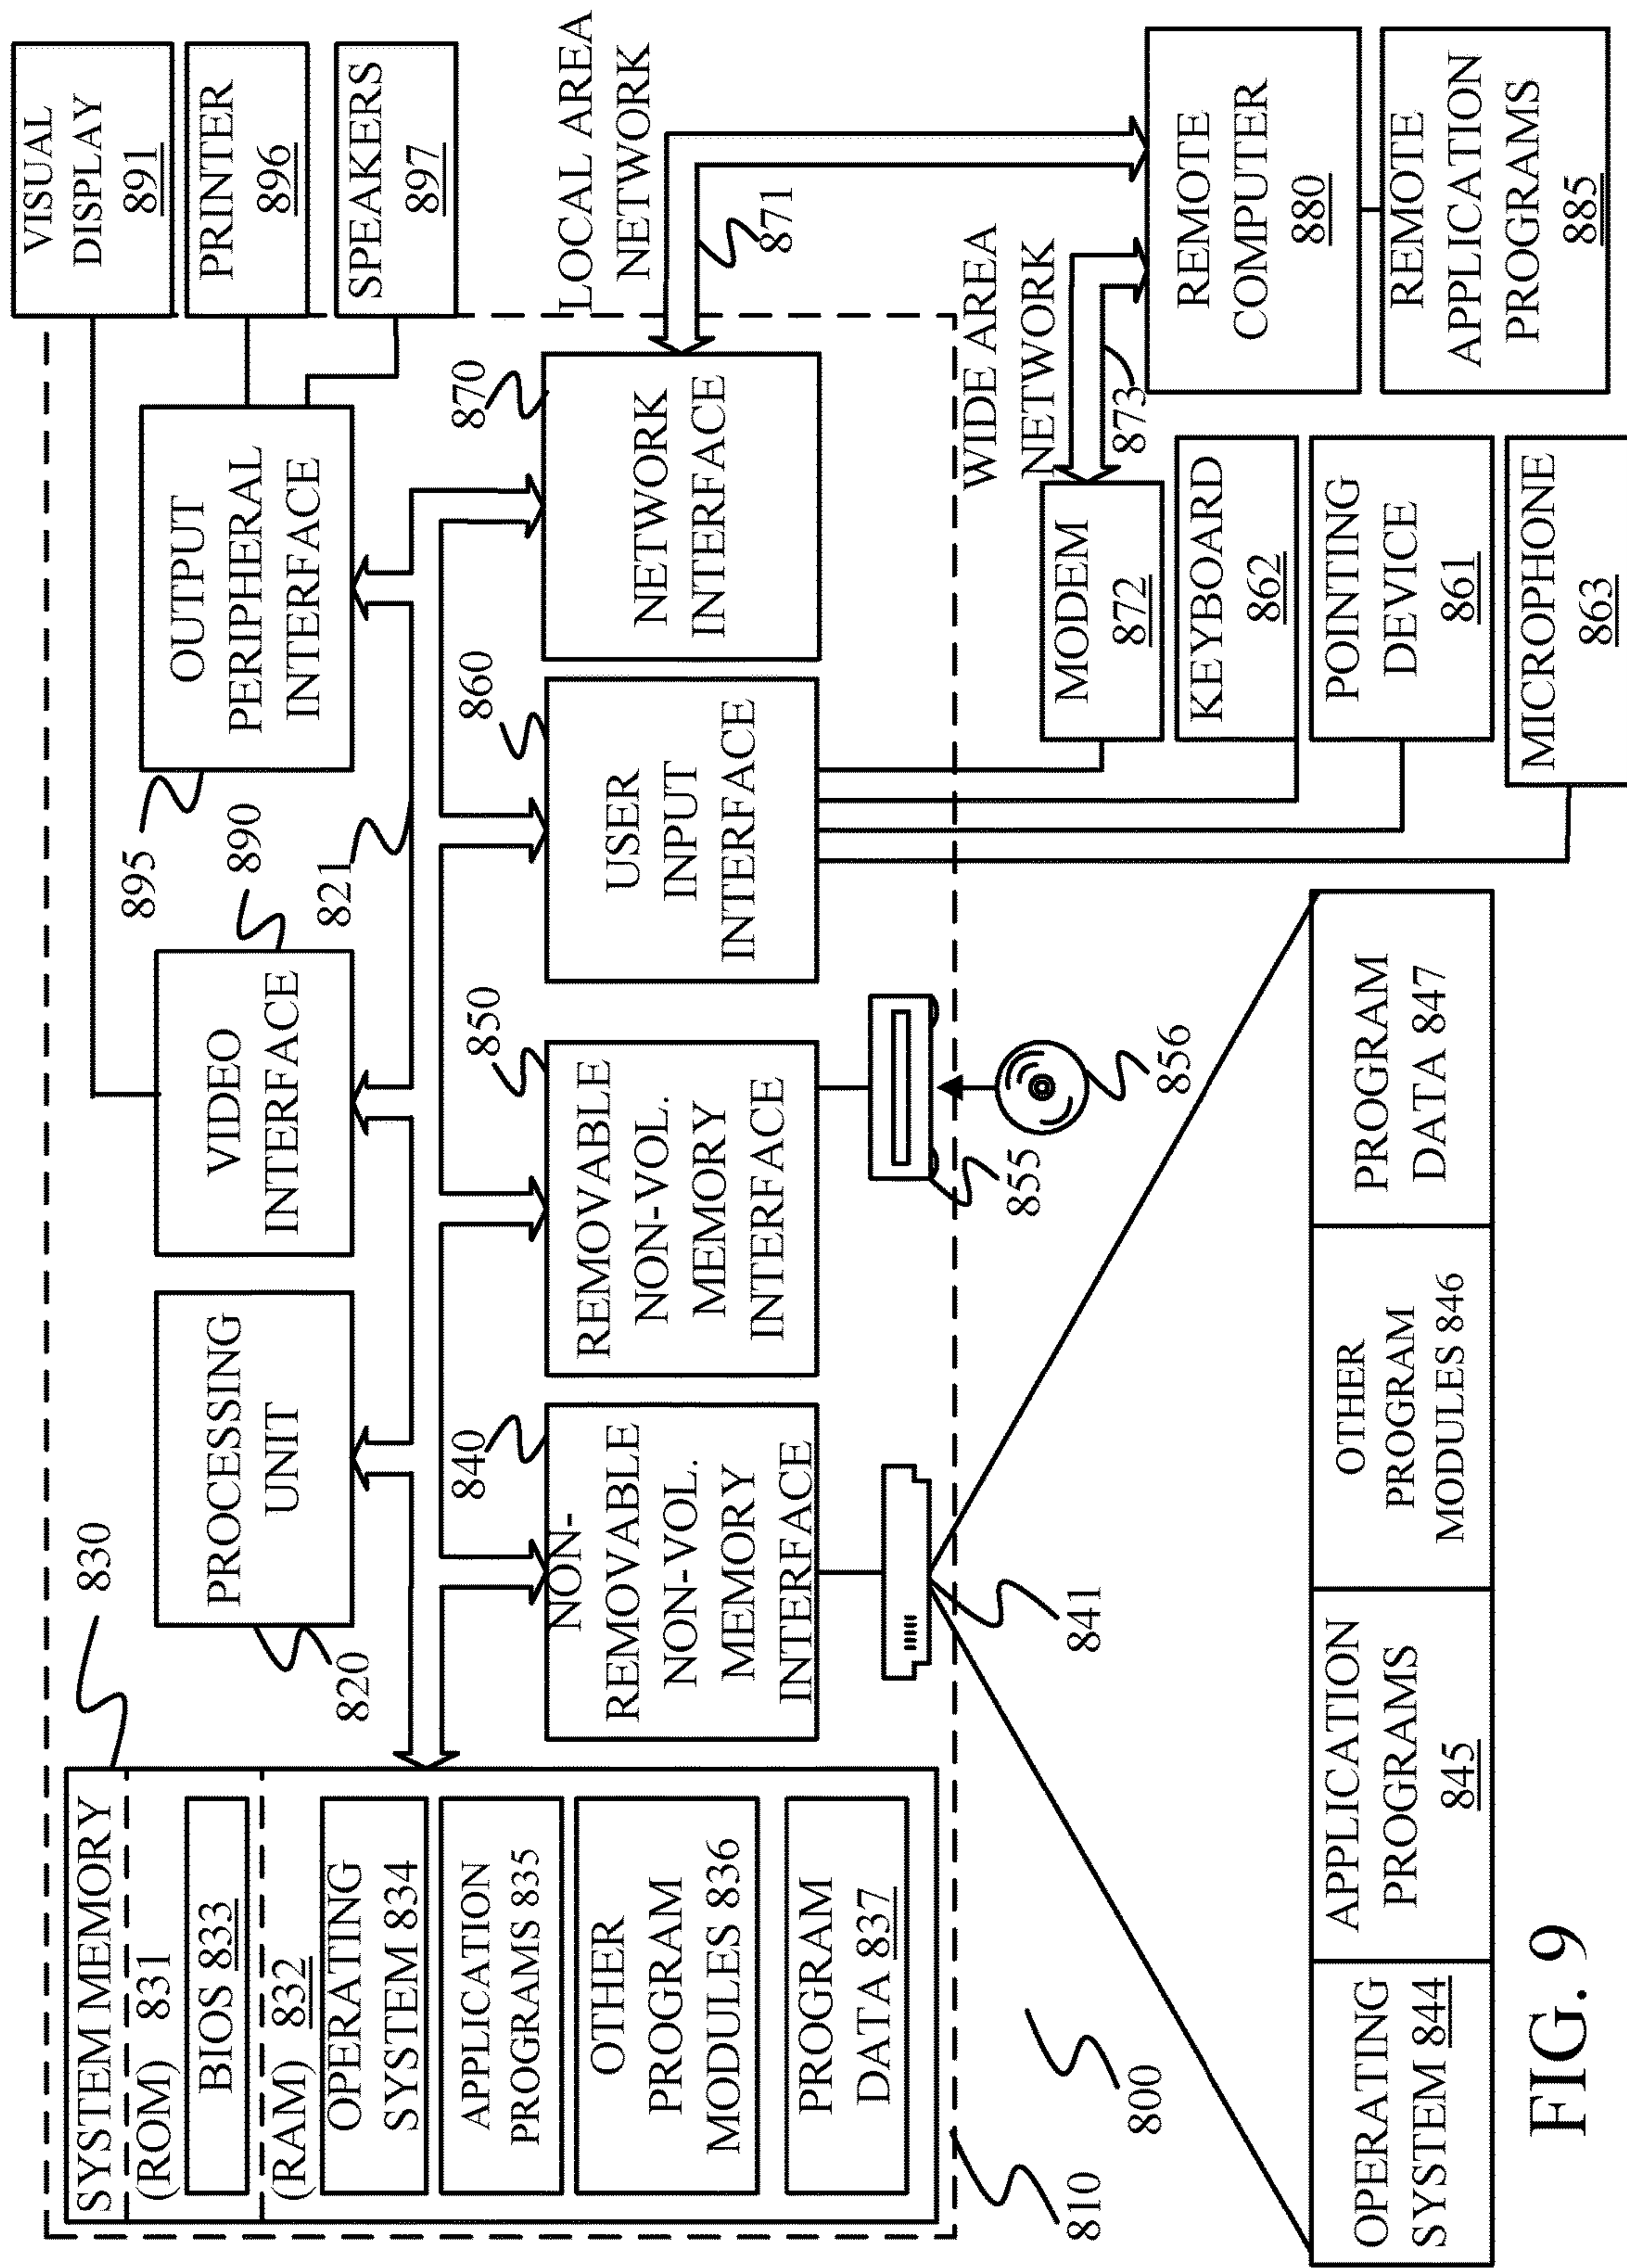 SYSTEM MEMORY
(ROM) 831
BIOS 833
(RAM) 832
OPERATING
SYSTEM 834
APPLICATION
PROGRAMS 835
OTHER
PROGRAM
MODULES 836
PROGRAM
DATA 837
830
820
PROCESSING
UNIT
VIDEO
INTERFACE
890
821
895
OUTPUT
PERIPHERAL
INTERFACE
VISUAL
DISPLAY
891
PRINTER
896
SPEAKERS
897
840
NON-
REMOVABLE
NON-VOL.
MEMORY
INTERFACE
850
REMOVABLE
NON-VOL.
MEMORY
INTERFACE
860
USER
INPUT
INTERFACE
870
NETWORK
INTERFACE
LOCAL AREA
NETWORK
871
810
800
841
855
856
WIDE AREA
NETWORK
873
MODEM
872
KEYBOARD
862
POINTING
DEVICE
861
MICROPHONE
863
REMOTE
COMPUTER
880
REMOTE
APPLICATION
PROGRAMS
885
OPERATING
SYSTEM 844
APPLICATION
PROGRAMS
845
OTHER
PROGRAM
MODULES 846
PROGRAM
DATA 847
FIG. 9